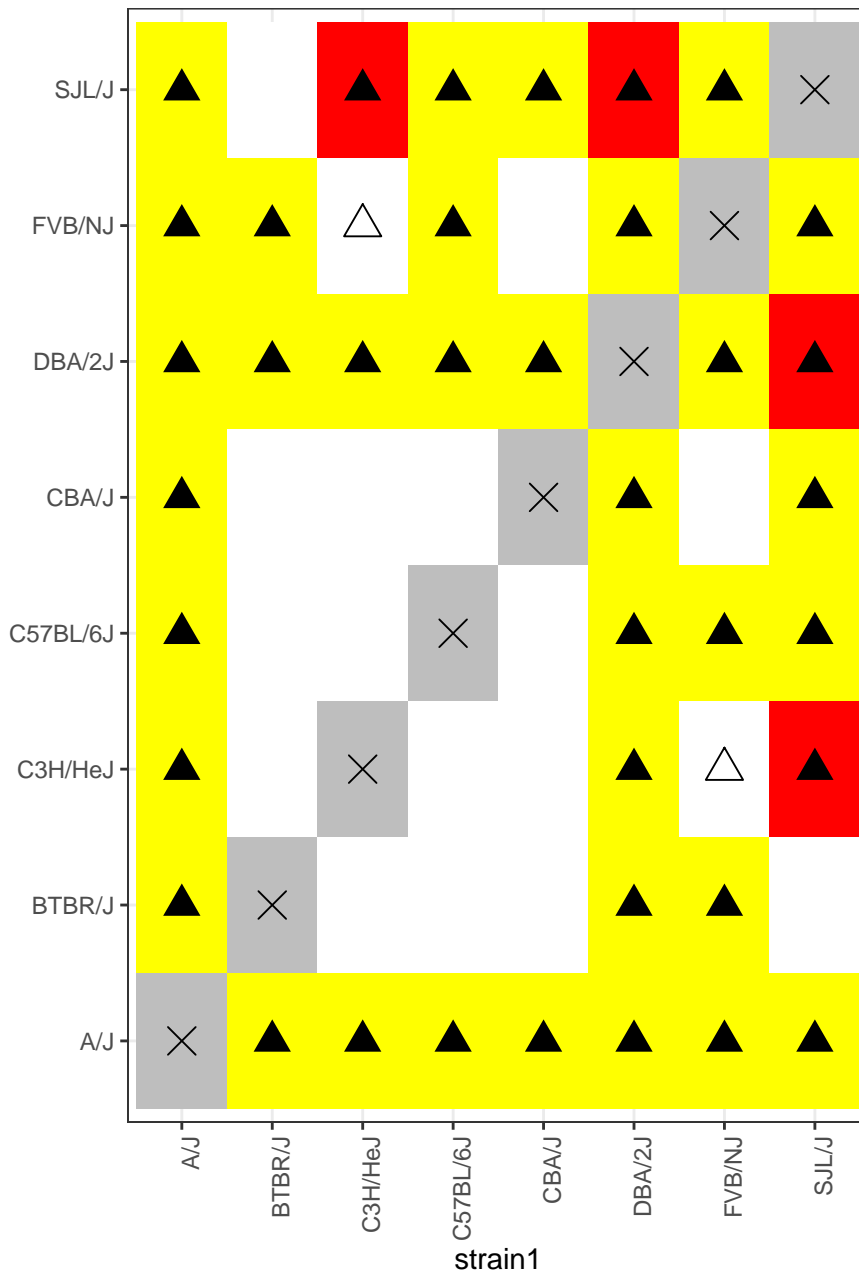 SJL/J
FVB/NJ
DBA/2J
CBA/J
C57BL/6J
C3H/HeJ
BTBR/J
A/J
A/J
BTBR/J
C3H/HeJ
C57BL/6J
CBA/J
DBA/2J
FVB/NJ
SJL/J
strain1